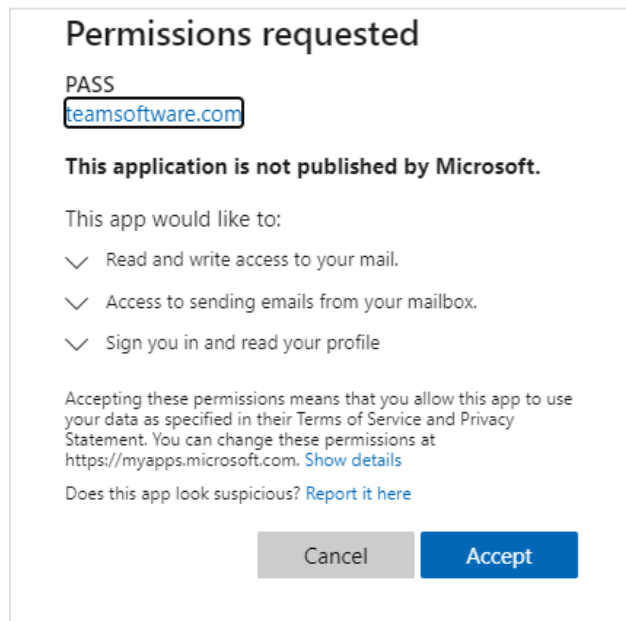 Permissions requested
PASS
teamsoftware.com
This application is not published by Microsoft.
This app would like to:
Read and write access to your mail.
Access to sending emails from your mailbox.
Sign you in and read your profile
Accepting these permissions means that you allow this app to use
your data as specified in their Terms of Service and Privacy
Statement. You can change these permissions at
https://myapps.microsoft.com. Show details
Does this app look suspicious? Report it here
Cancel Accept